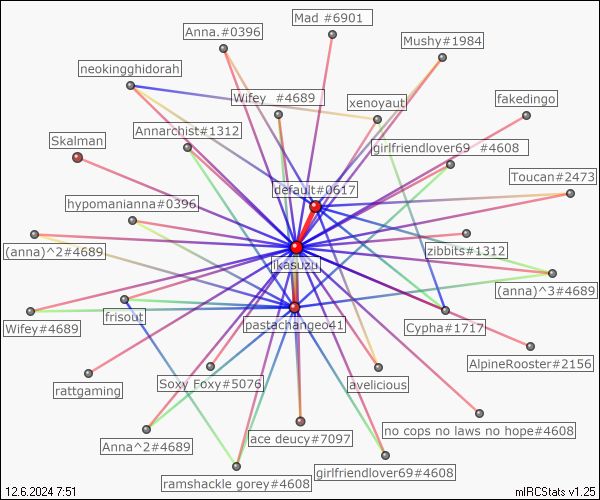 Mad #6901
Anna.#0396
Mushy#1984
neokingghidorah
Wifey #4689
xenoyaut
fakedingo
Annarchist#1312
Skalman
girlfriendlover69 #4608
Toucan#2473
default#0617
hypomanianna#0396
(anna)^2#4689
zibbits#1312
likasuzu
(anna)^3#4689
Wifey#4689
frisout
pastachangeo41
Cypha#1717
AlpineRooster#2156
rattgaming
Soxy Foxy#5076
avelicious
no cops no laws no hope#4608
ace deucy#7097
Anna^2#4689
girlfriendlover69#4608
ramshackle gorey#4608
12.6.2024 7:51
mIRCStats v1.25